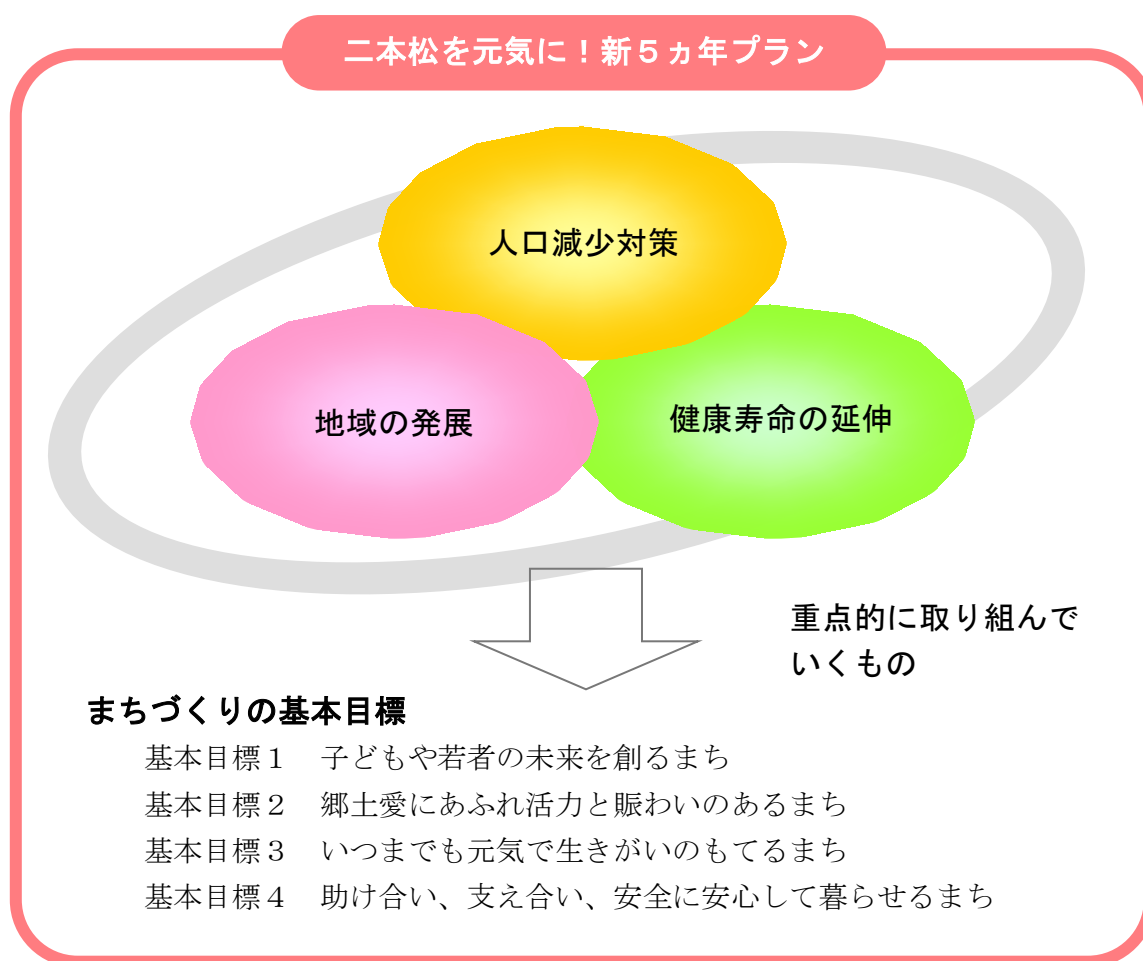 二本松を元気に！新５ヵ年プラン
人口減少対策
地域の発展
健康寿命の延伸
重点的に取り組んで
いくもの
まちづくりの基本目標
基本目標１　子どもや若者の未来を創るまち
基本目標２　郷土愛にあふれ活力と賑わいのあるまち
基本目標３　いつまでも元気で生きがいのもてるまち
基本目標４　助け合い、支え合い、安全に安心して暮らせるまち